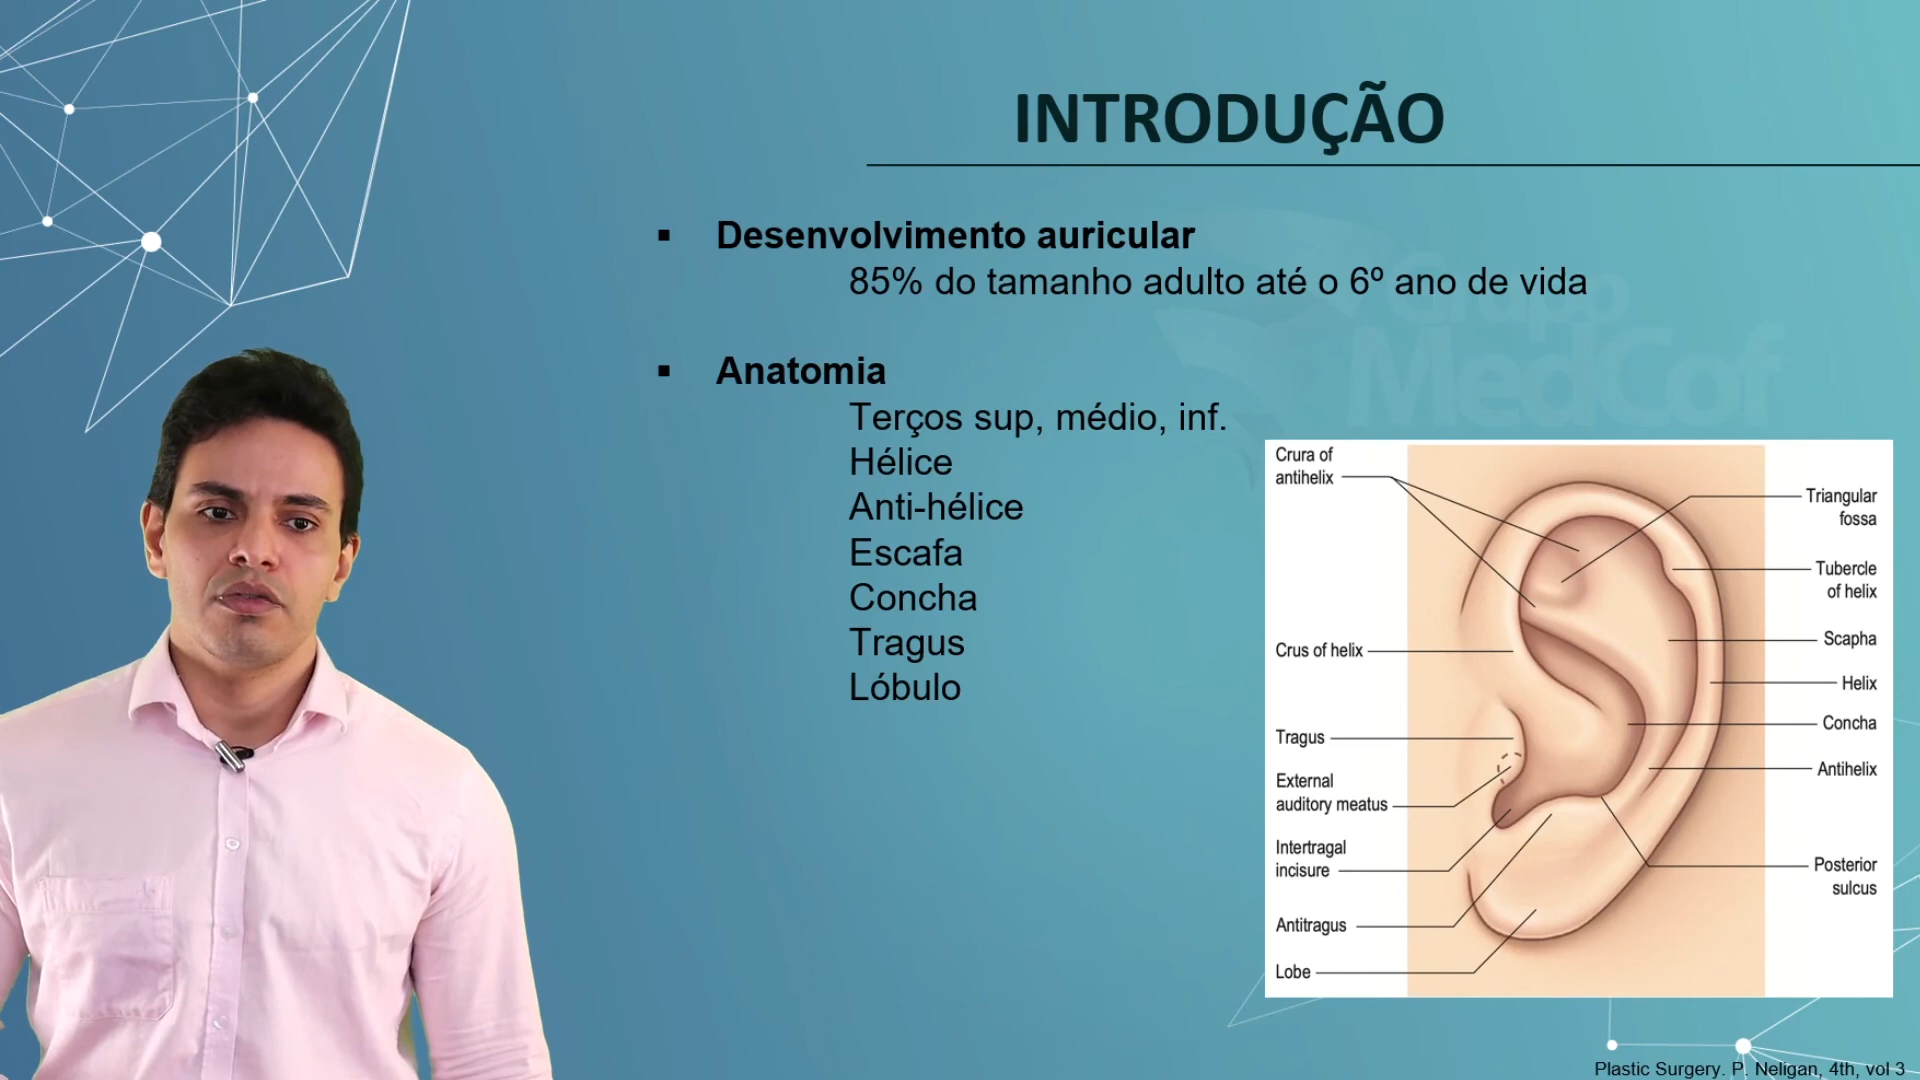 INTRODUÇÃO
▪ Desenvolvimento auricular
85% do tamanho adulto até o 6º ano de vida
▪ Anatomia
Terços sup, médio, inf.
Hélice
Anti-hélice
Escafa
Concha
Tragus
Lóbulo
Grupo
MedCof
Crura of
antihelix
Crus of helix
Tragus
External
auditory meatus
Intertragal
incisure
Antitragus
Lobe
Triangular
fossa
Tubercle
of helix
Scapha
Helix
Concha
Antihelix
Posterior
sulcus
Plastic Surgery. P. Neligan, 4th, vol 3